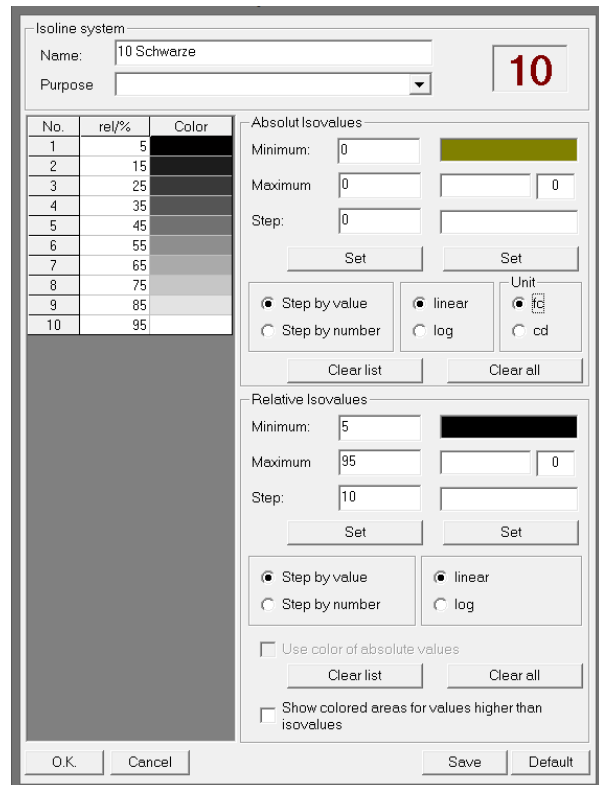 Isoline system
Name: 10 Schwarze
Purpose
10
No. rel/% Color
1 5
2 15
3 25
4 35
5 45
6 55
7 65
8 75
9 85
10 95
Absolut Isovalues
Minimum: 0
Maximum 0 0
Step: 0
Set Set
Unit
Step by value linear fc
Step by number log cd
Clear list Clear all
Relative Isovalues
Minimum: 5
Maximum 95 0
Step: 10
Set Set
Step by value linear
Step by number log
Use color of absolute values
Clear list Clear all
Show colored areas for values higher than
isovalues
O.K. Cancel Save Default